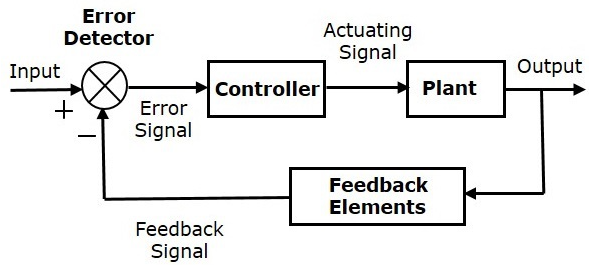 Error
Detector
Input
+
−
Error
Signal
Controller
Actuating
Signal
Plant
Output
Feedback
Elements
Feedback
Signal